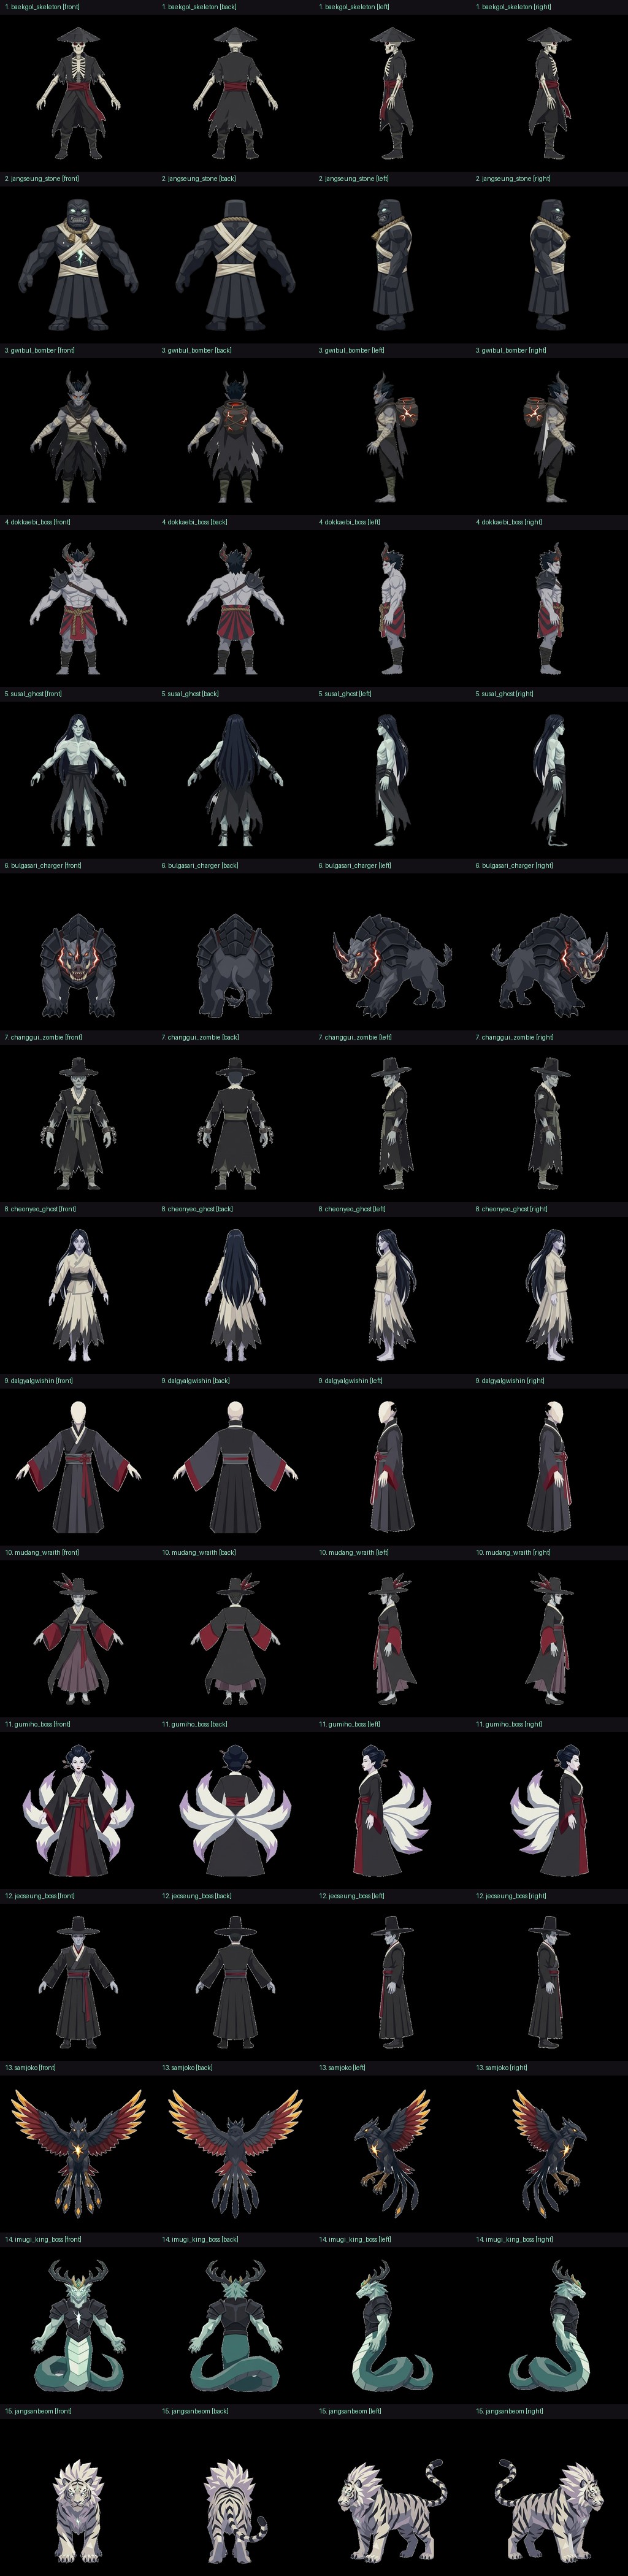 1. baekgol_skeleton [front] 1. baekgol_skeleton [back] 1. baekgol_skeleton [left] 1. baekgol_skeleton [right]
2. jangseung_stone [front] 2. jangseung_stone [back] 2. jangseung_stone [left] 2. jangseung_stone [right]
3. gwibul_bomber [front] 3. gwibul_bomber [back] 3. gwibul_bomber [left] 3. gwibul_bomber [right]
4. dokkaebi_boss [front] 4. dokkaebi_boss [back] 4. dokkaebi_boss [left] 4. dokkaebi_boss [right]
5. susal_ghost [front] 5. susal_ghost [back] 5. susal_ghost [left] 5. susal_ghost [right]
6. bulgasari_charger [front] 6. bulgasari_charger [back] 6. bulgasari_charger [left] 6. bulgasari_charger [right]
7. changgui_zombie [front] 7. changgui_zombie [back] 7. changgui_zombie [left] 7. changgui_zombie [right]
8. cheonyeo_ghost [front] 8. cheonyeo_ghost [back] 8. cheonyeo_ghost [left] 8. cheonyeo_ghost [right]
9. dalgyalgwishin [front] 9. dalgyalgwishin [back] 9. dalgyalgwishin [left] 9. dalgyalgwishin [right]
10. mudang_wraith [front] 10. mudang_wraith [back] 10. mudang_wraith [left] 10. mudang_wraith [right]
11. gumiho_boss [front] 11. gumiho_boss [back] 11. gumiho_boss [left] 11. gumiho_boss [right]
12. jeoseung_boss [front] 12. jeoseung_boss [back] 12. jeoseung_boss [left] 12. jeoseung_boss [right]
13. samjoko [front] 13. samjoko [back] 13. samjoko [left] 13. samjoko [right]
14. imugi_king_boss [front] 14. imugi_king_boss [back] 14. imugi_king_boss [left] 14. imugi_king_boss [right]
15. jangsanbeom [front] 15. jangsanbeom [back] 15. jangsanbeom [left] 15. jangsanbeom [right]